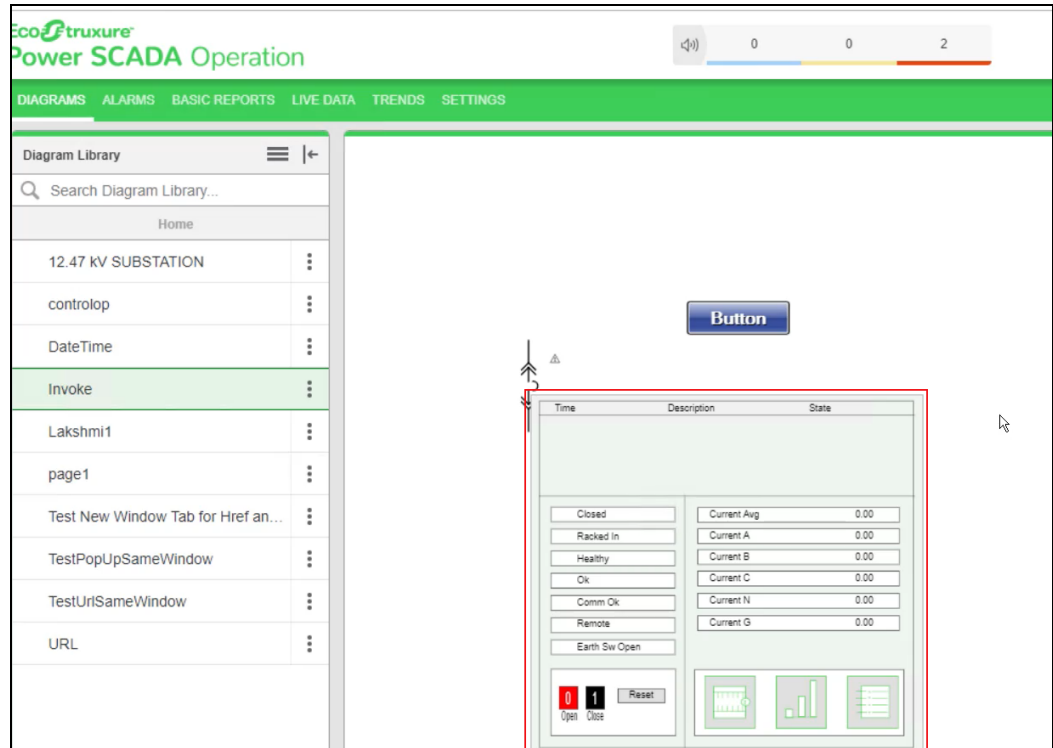 EcoStruxure
Power SCADA Operation
0 0 2
DIAGRAMS ALARMS BASIC REPORTS LIVE DATA TRENDS SETTINGS
Diagram Library
Search Diagram Library...
Home
12.47 kV SUBSTATION
controlop
DateTime
Invoke
Lakshmi1
page1
Test New Window Tab for Href an...
TestPopUpSameWindow
TestUrlSameWindow
URL
Button
Time Description State
Closed
Racked In
Healthy
Ok
Comm Ok
Remote
Earth Sw Open
Current Avg 0.00
Current A 0.00
Current B 0.00
Current C 0.00
Current N 0.00
Current G 0.00
0 1 Reset
Open Close